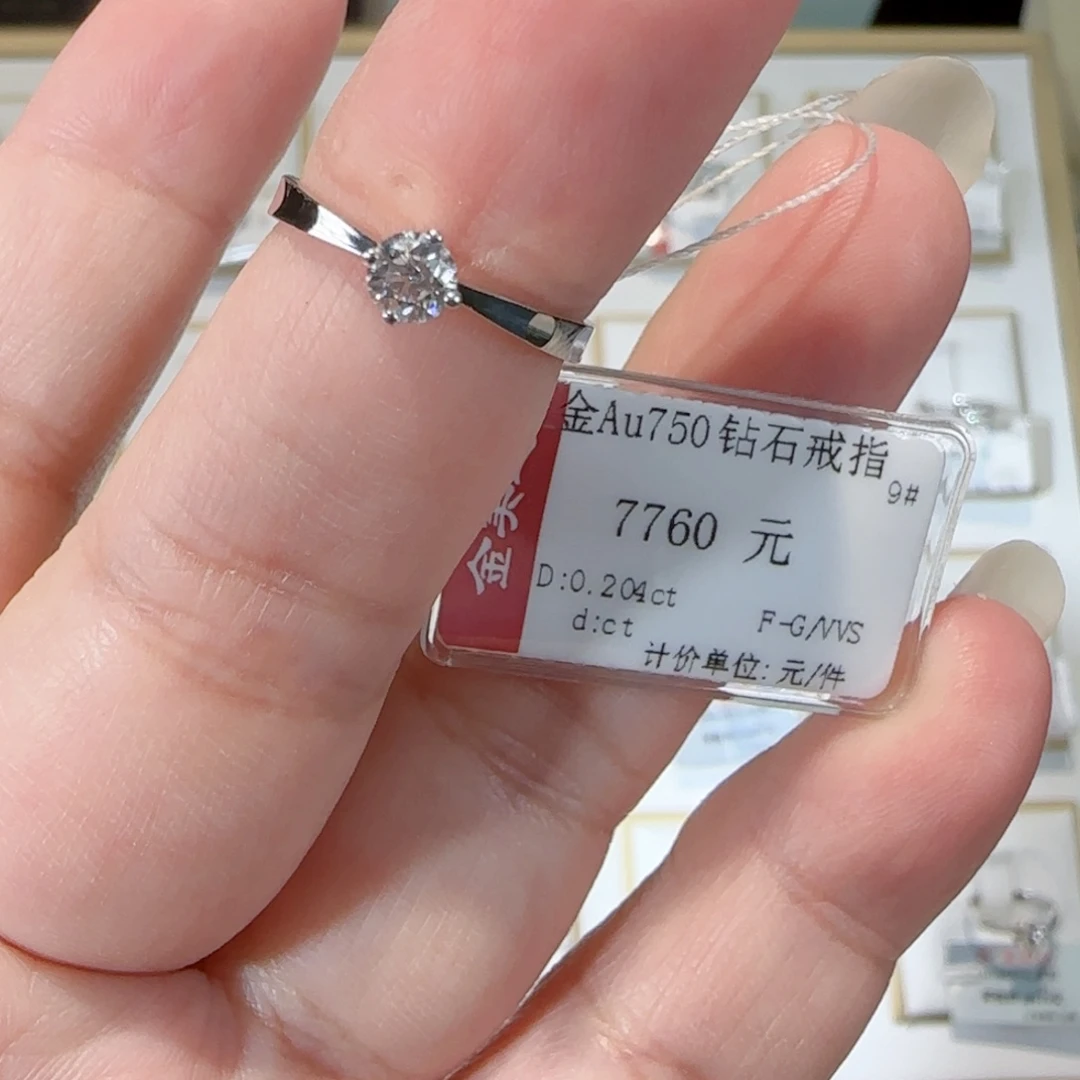 金Au750钻石戒指
9#
7760 元
D:0.204ct
d:ct
F-G/VVS
计价单位: 元/件
金